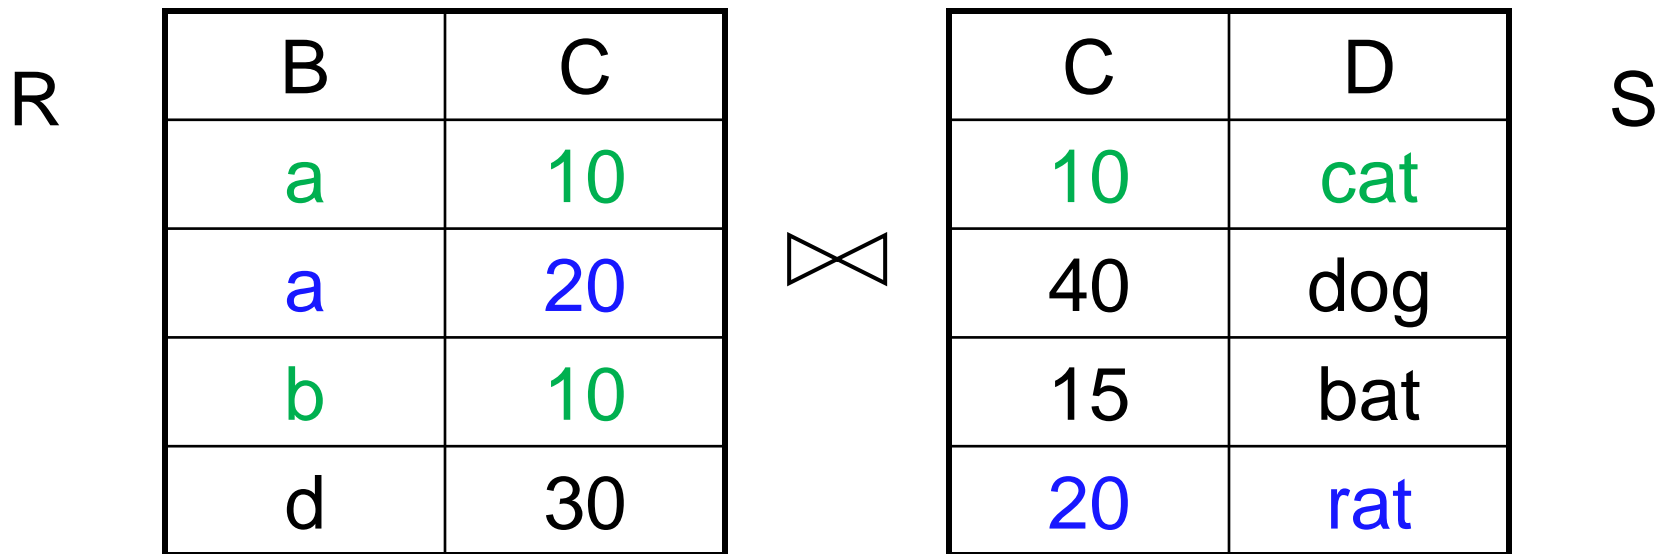 R B C C D S
a 10 10 cat
a 20 ⋈ 40 dog
b 10 15 bat
d 30 20 rat